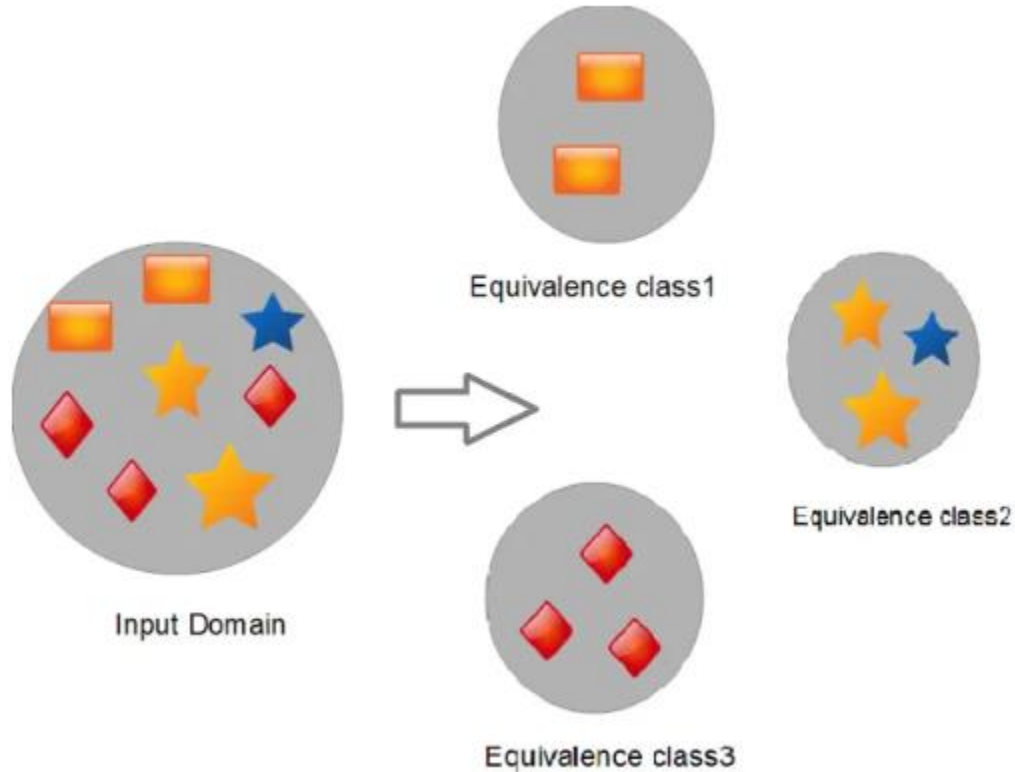 Equivalence class1
Equivalence class2
Input Domain
Equivalence class3